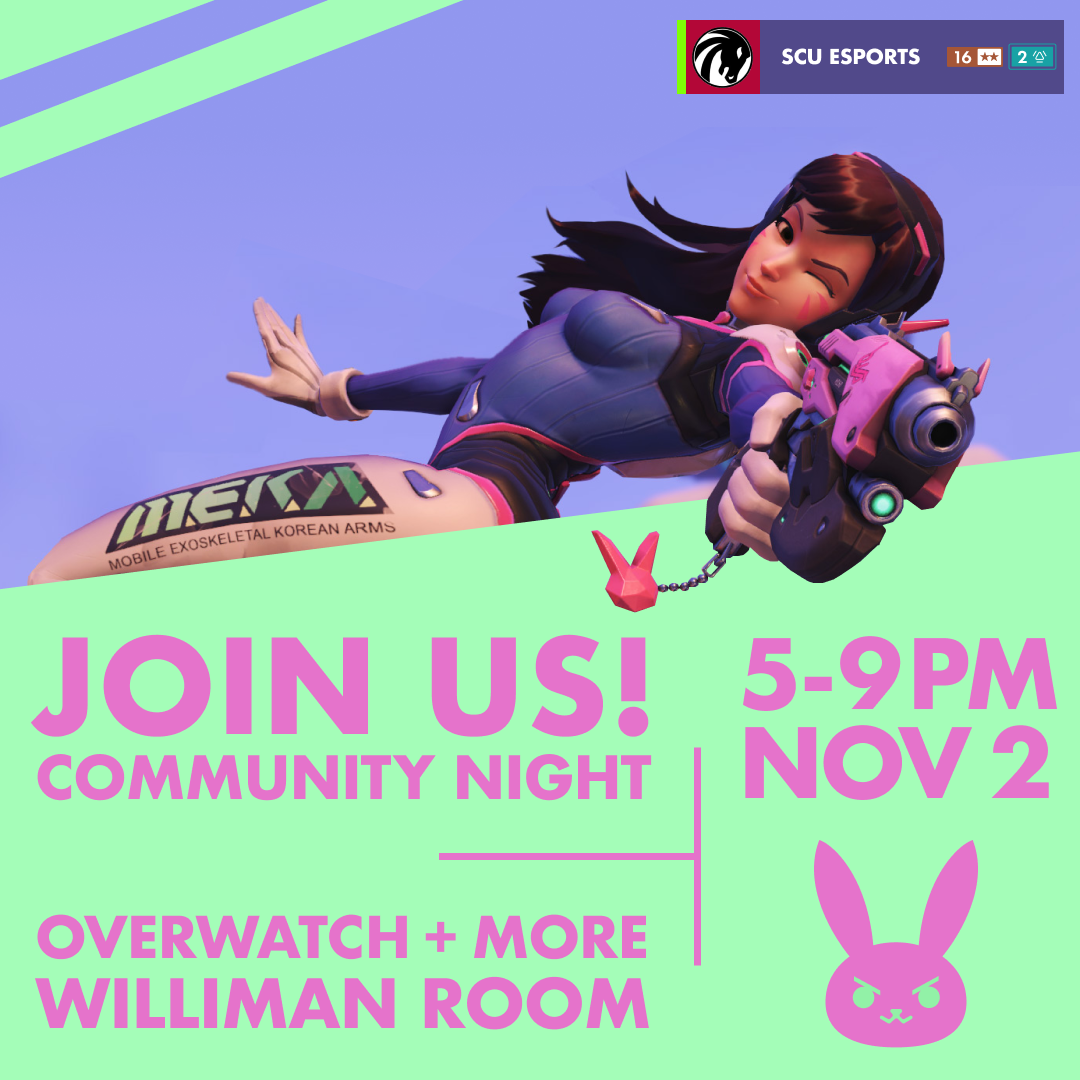 SCU ESPORTS
16 ★★
2
MEKA
MOBILE EXOSKELETAL KOREAN ARMS
JOIN US!
COMMUNITY NIGHT
5-9PM
NOV 2
OVERWATCH + MORE
WILLIMAN ROOM